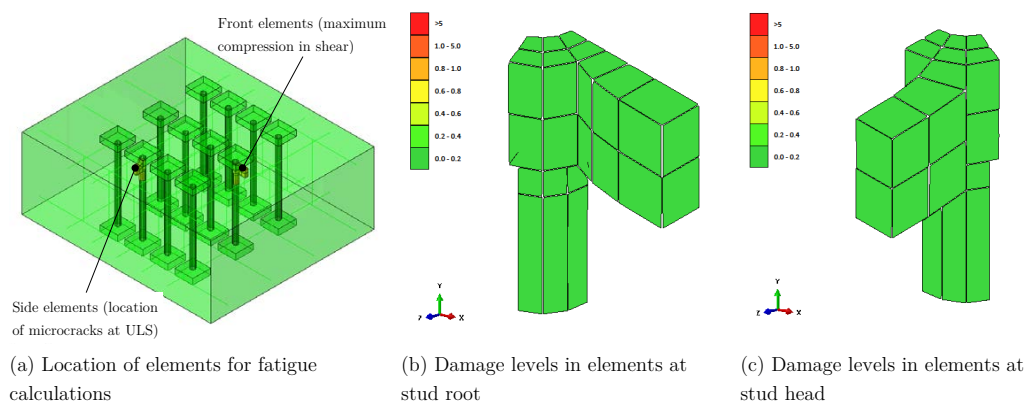 Front elements (maximum
compression in shear)
Side elements (location
of microcracks at ULS)
>5
1.0 - 5.0
0.8 - 1.0
0.6 - 0.8
0.4 - 0.6
0.2 - 0.4
0.0 - 0.2
Y
Z
X
>5
1.0 - 5.0
0.8 - 1.0
0.6 - 0.8
0.4 - 0.6
0.2 - 0.4
0.0 - 0.2
Y
Z
X
(a) Location of elements for fatigue
calculations
(b) Damage levels in elements at
stud root
(c) Damage levels in elements at
stud head